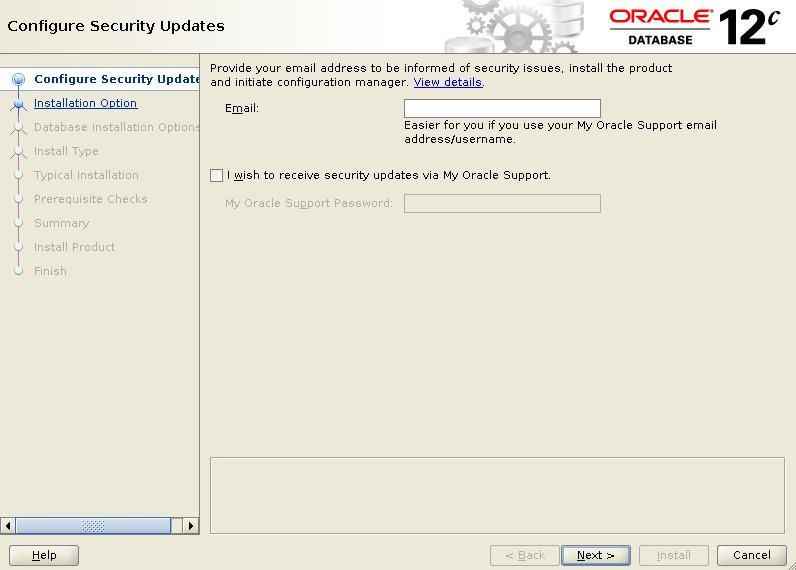 Configure Security Updates
ORACLE®
DATABASE
12c
Configure Security Update
Installation Option
Database Installation Options
Install Type
Typical Installation
Prerequisite Checks
Summary
Install Product
Finish
Provide your email address to be informed of security issues, install the product
and initiate configuration manager. View details.
Email:
Easier for you if you use your My Oracle Support email
address/username.
I wish to receive security updates via My Oracle Support.
My Oracle Support Password:
Help
< Back
Next >
Install
Cancel